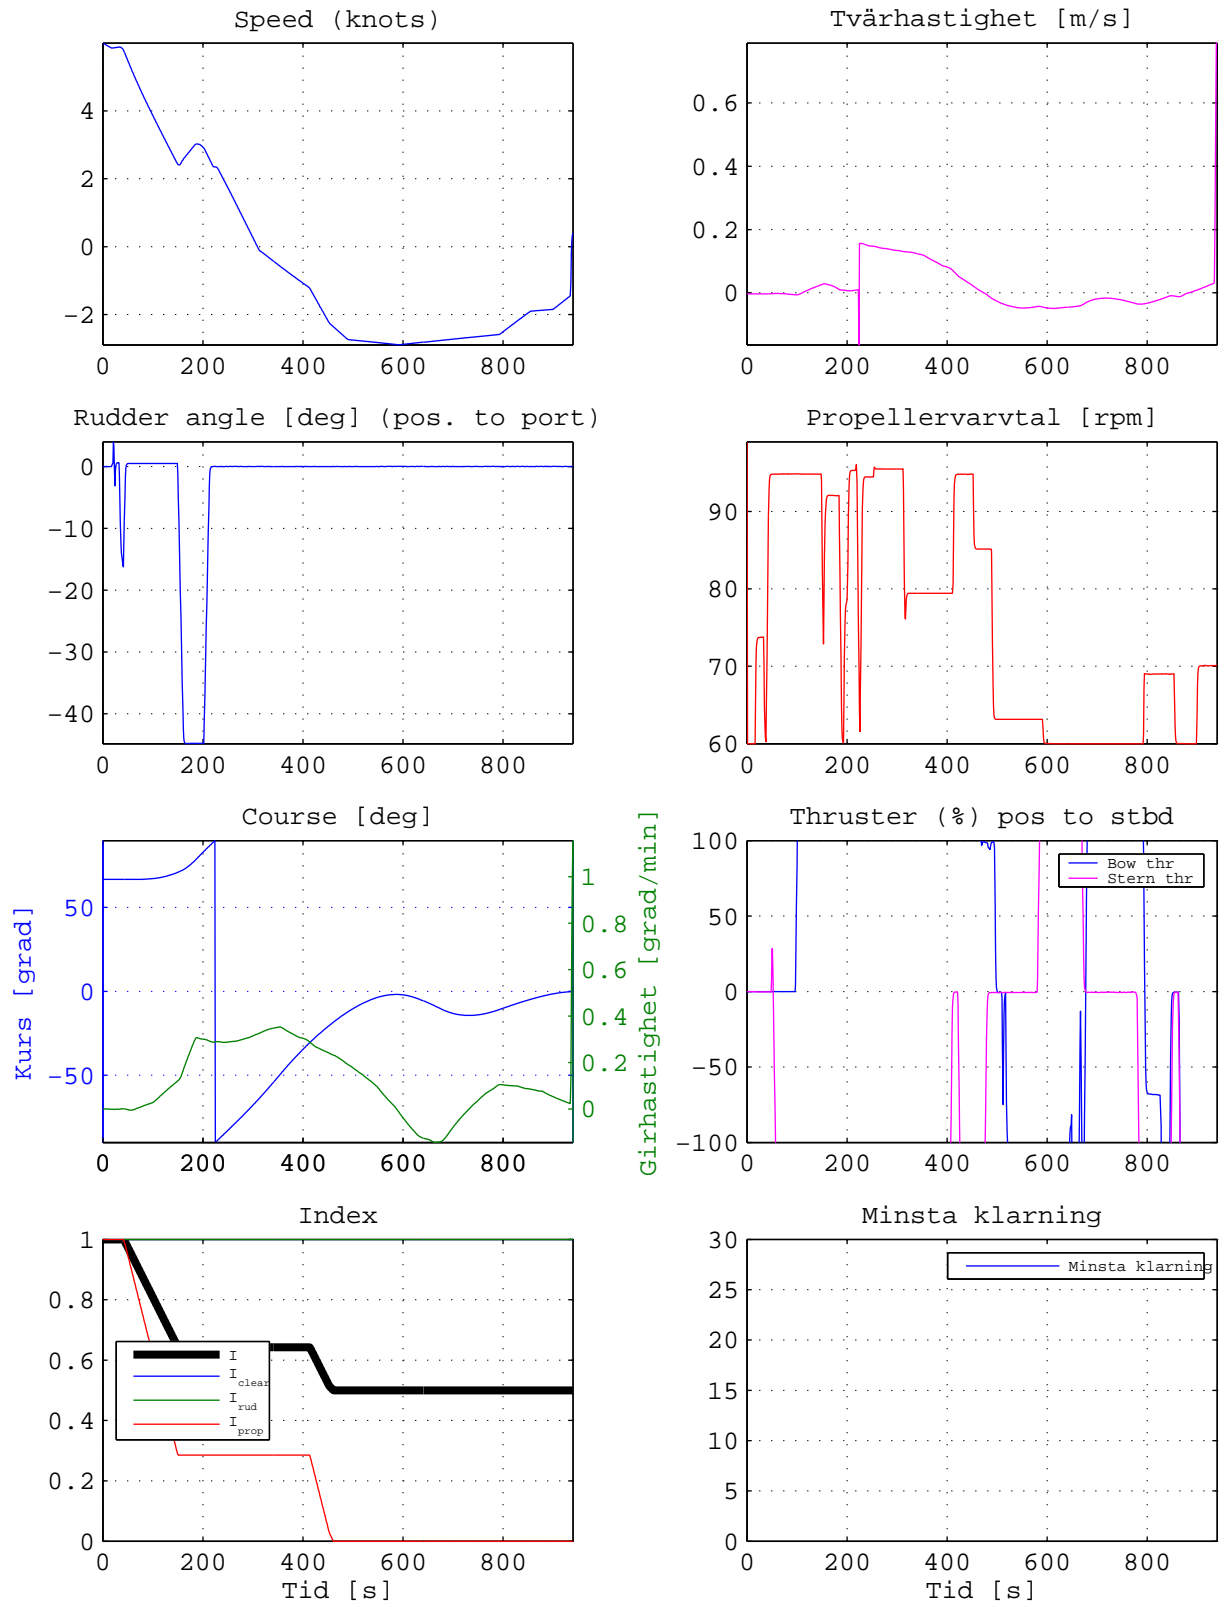 Speed (knots)
4
2
0
−2
0 200 400 600 800
Tvärhastighet [m/s]
0.6
0.4
0.2
0
0 200 400 600 800
Rudder angle [deg] (pos. to port)
0
−10
−20
−30
−40
0 200 400 600 800
Propellervarvtal [rpm]
90
80
70
60
0 200 400 600 800
Course [deg]
Kurs [grad]
50
0
−50
0 200 400 600 800
1
0.8
0.6
0.4
0.2
0
Girhastighet [grad/min]
Thruster (%) pos to stbd
100
50
0
−50
−100
Bow thr
Stern thr
0 200 400 600 800
Index
1
0.8
0.6
0.4
0.2
0
I
I clear
I rud
I prop
0 200 400 600 800
Tid [s]
Minsta klarning
30
25
20
15
10
5
0
Minsta klarning
0 200 400 600 800
Tid [s]